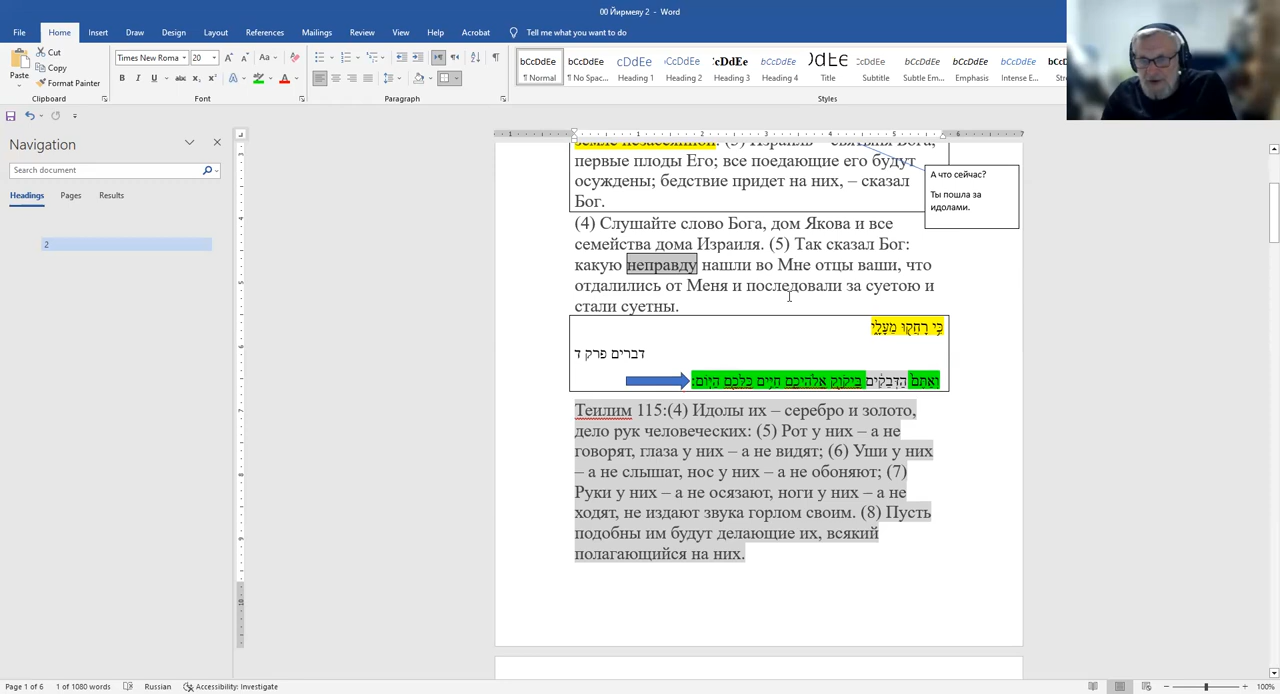 00 Йирмеяу 2 - Word
File Home Insert Draw Design Layout References Mailings Review View Help Acrobat Tell me what you want to do
Paste
Cut
Copy
Format Painter
Clipboard
Times New Roma 20
Font
Paragraph
AaBbCcDdEe
¶ Normal ¶ No Spac... Heading 1 Heading 2 Heading 3 Heading 4 Title Subtitle Subtle Em... Emphasis Intense E...
Styles
Navigation
Search document
Headings Pages Results
2
земле незасеянной. (3) Израиль – святыня Бога,
первые плоды Его; все поедающие его будут
осуждены; бедствие придет на них, – сказал
Бог.
А что сейчас?
Ты пошла за
идолами.
(4) Слушайте слово Бога, дом Якова и все
семейства дома Израиля. (5) Так сказал Бог:
какую неправду нашли во Мне отцы ваши, что
отдалились от Меня и последовали за суетою и
стали суетны.
כִּ֥י רָחֲק֖וּ מֵעָלָ֑י
דברים פרק ד
וְאַתֶּם֙ הַדְּבֵקִ֔ים בַּיקֹוָ֖ק אֱלֹהֵיכֶ֑ם חַיִּ֥ים כֻּלְּכֶ֖ם הַיּֽוֹם:
Теилим 115:(4) Идолы их – серебро и золото,
дело рук человеческих: (5) Рот у них – а не
говорят, глаза у них – а не видят; (6) Уши у них
– а не слышат, нос у них – а не обоняют; (7)
Руки у них – а не осязают, ноги у них – а не
ходят, не издают звука горлом своим. (8) Пусть
подобны им будут делающие их, всякий
полагающийся на них.
Page 1 of 6 1 of 1080 words Russian Accessibility: Investigate 100%